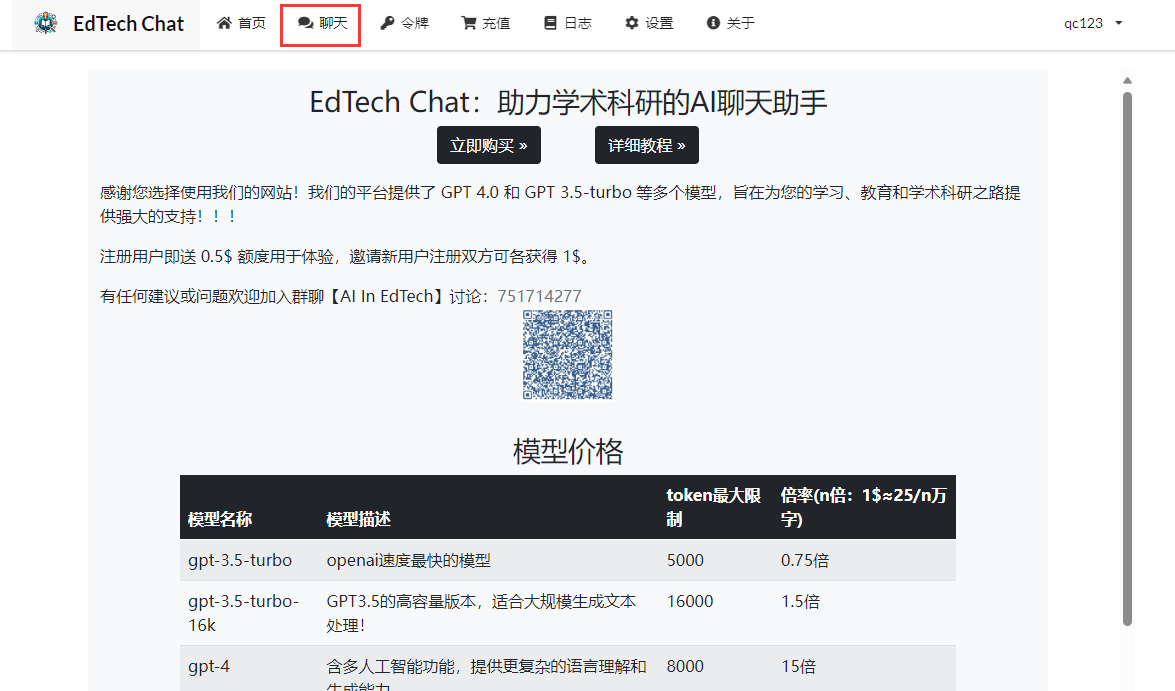 EdTech Chat 首页 聊天 令牌 充值 日志 设置 关于 qc123
EdTech Chat：助力学术科研的AI聊天助手
立即购买 » 详细教程 »
感谢您选择使用我们的网站！我们的平台提供了 GPT 4.0 和 GPT 3.5-turbo 等多个模型，旨在为您的学习、教育和学术科研之路提
供强大的支持！！！
注册用户即送 0.5$ 额度用于体验，邀请新用户注册双方可各获得 1$。
有任何建议或问题欢迎加入群聊【AI In EdTech】讨论：751714277
模型价格
模型名称 模型描述 token最大限
制 倍率(n倍：1$≈25/n万
字)
gpt-3.5-turbo openai速度最快的模型 5000 0.75倍
gpt-3.5-turbo-
16k GPT3.5的高容量版本，适合大规模生成文本
处理！ 16000 1.5倍
gpt-4 含多人工智能功能，提供更复杂的语言理解和
生成能力 8000 15倍